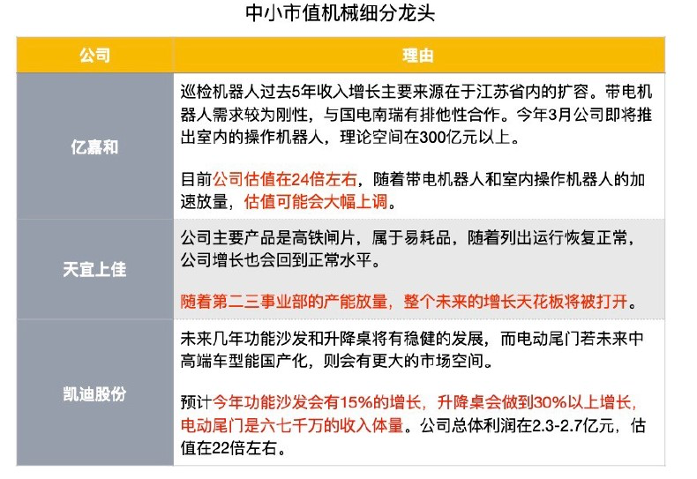 中小市值机械细分龙头
公司
理由
亿嘉和
巡检机器人过去5年收入增长主要来源在于江苏省内的扩容。带电机
器人需求较为刚性，与国电南瑞有排他性合作。今年3月公司即将推
出室内的操作机器人，理论空间在300亿元以上。
目前公司估值在24倍左右，随着带电机器人和室内操作机器人的加
速放量，估值可能会大幅上调。
天宜上佳
公司主要产品是高铁闸片，属于易耗品，随着列出运行恢复正常，
公司增长也会回到正常水平。
随着第二三事业部的产能放量，整个未来的增长天花板将被打开。
凯迪股份
未来几年功能沙发和升降桌将有稳健的发展，而电动尾门若未来中
高端车型能国产化，则会有更大的市场空间。
预计今年功能沙发会有15%的增长，升降桌会做到30%以上增长，
电动尾门是六七千万的收入体量。公司总体利润在2.3-2.7亿元，估
值在22倍左右。